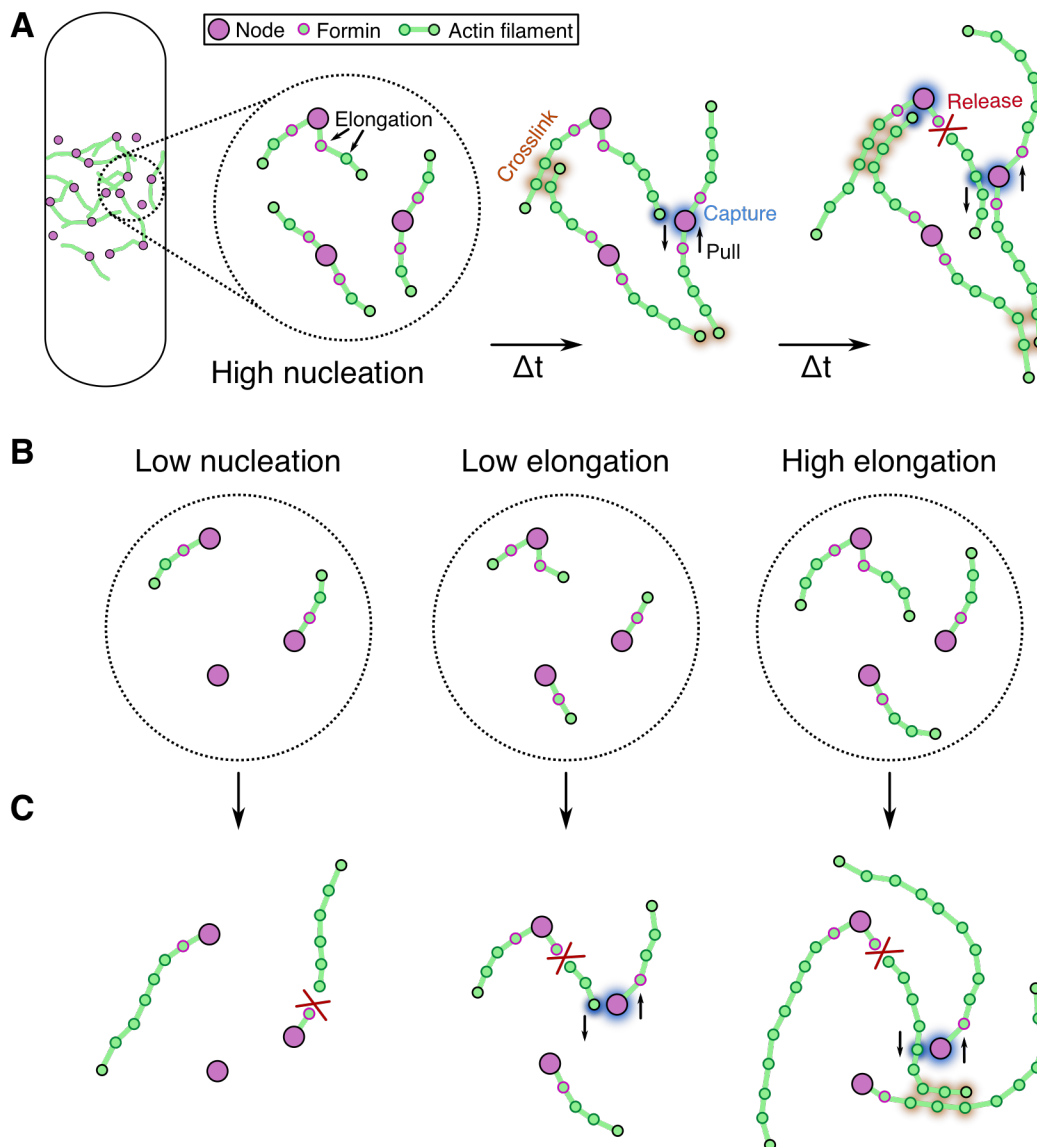 A
Node Formin Actin filament
Elongation
Crosslink
Capture
Pull
Release
High nucleation
Δt
Δt
B
Low nucleation
Low elongation
High elongation
C